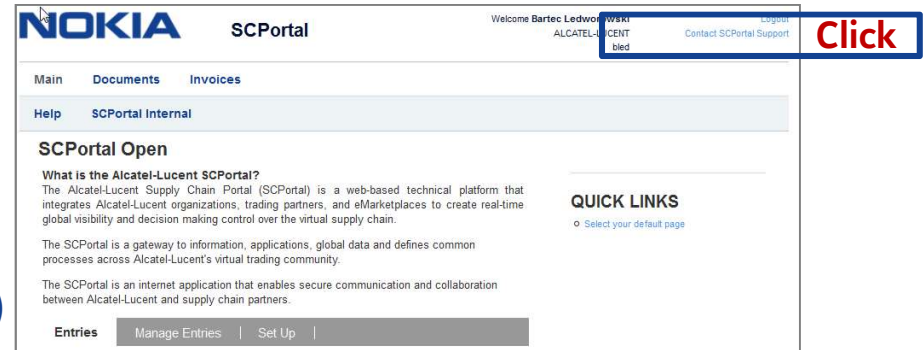 NOKIA
SCPortal
Welcome Bartec Ledworowski
ALCATEL-LUCENT
bled
Logout
Contact SCPortal Support
Click
Main Documents Invoices
Help SCPortal Internal
SCPortal Open
What is the Alcatel-Lucent SCPortal?
The Alcatel-Lucent Supply Chain Portal (SCPortal) is a web-based technical platform that
integrates Alcatel-Lucent organizations, trading partners, and eMarketplaces to create real-time
global visibility and decision making control over the virtual supply chain.
The SCPortal is a gateway to information, applications, global data and defines common
processes across Alcatel-Lucent's virtual trading community.
The SCPortal is an internet application that enables secure communication and collaboration
between Alcatel-Lucent and supply chain partners.
QUICK LINKS
Select your default page
Entries Manage Entries | Set Up |